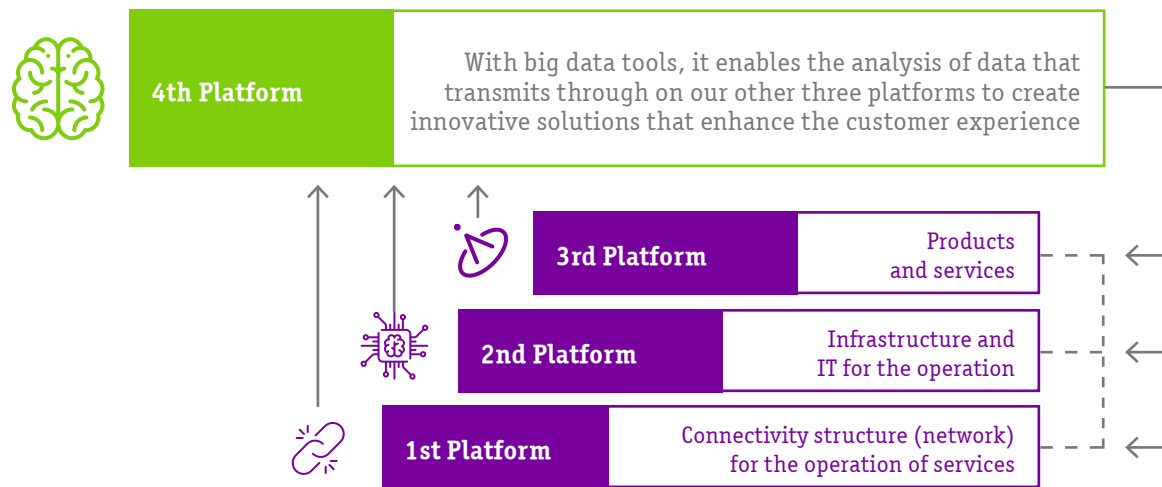 4th Platform
With big data tools, it enables the analysis of data that
transmits through on our other three platforms to create
innovative solutions that enhance the customer experience
3rd Platform
Products
and services
2nd Platform
Infrastructure and
IT for the operation
1st Platform
Connectivity structure (network)
for the operation of services